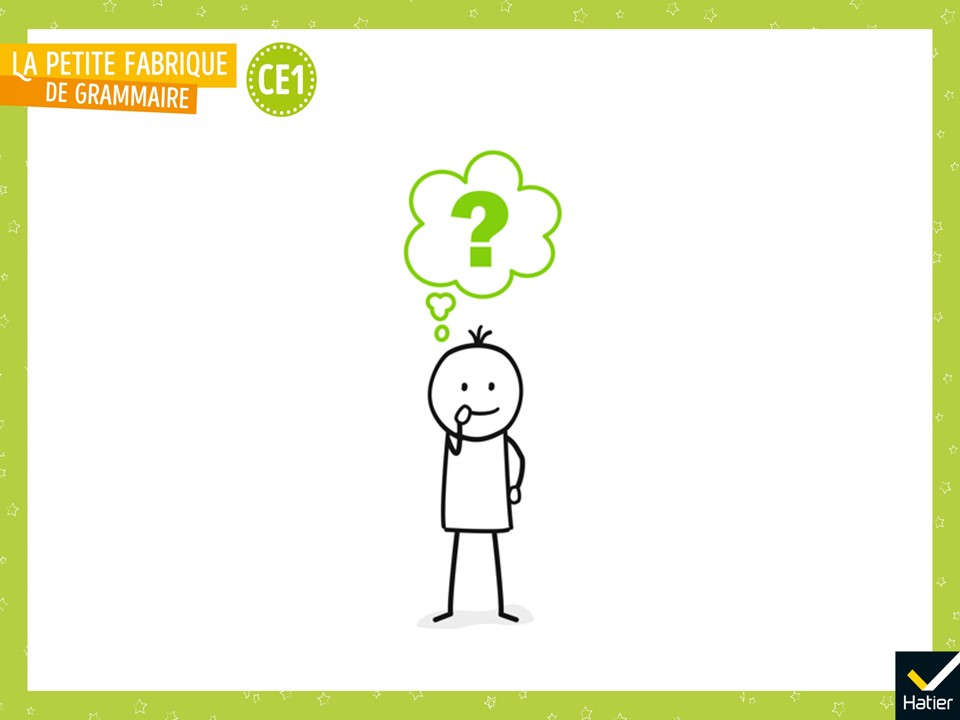 LA PETITE FABRIQUE
DE GRAMMAIRE
CE1
?
Hatier